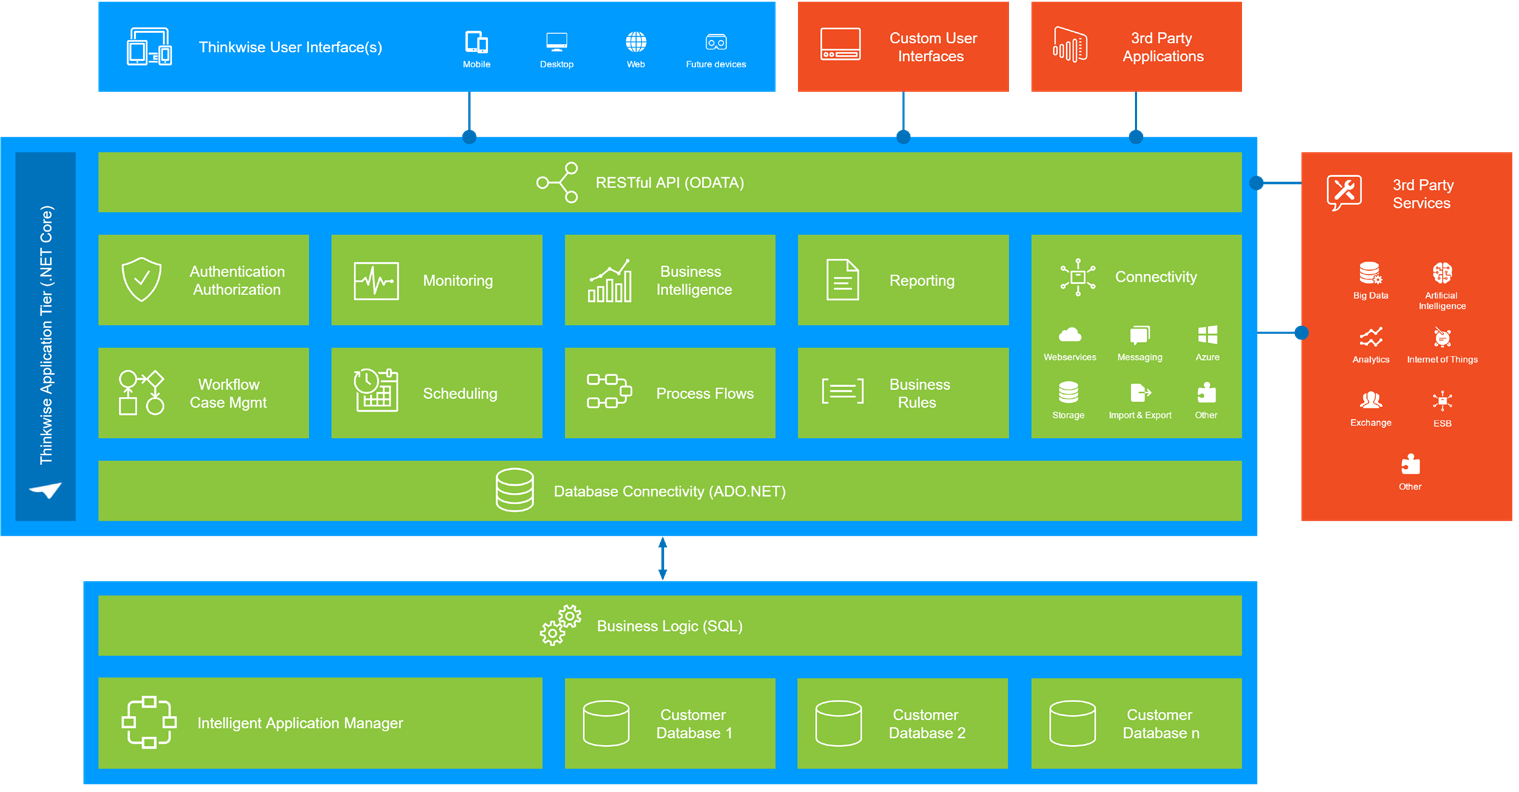 Thinkwise User Interface(s)
Mobile
Desktop
Web
Future devices
Custom User
Interfaces
3rd Party
Applications
Thinkwise Application Tier (.NET Core)
RESTful API (ODATA)
Authentication
Authorization
Monitoring
Business
Intelligence
Reporting
Connectivity
Webservices
Messaging
Azure
Storage
Import & Export
Other
Workflow
Case Mgmt
Scheduling
Process Flows
Business
Rules
Database Connectivity (ADO.NET)
3rd Party
Services
Big Data
Artificial
Intelligence
Analytics
Internet of Things
Exchange
ESB
Other
Business Logic (SQL)
Intelligent Application Manager
Customer
Database 1
Customer
Database 2
Customer
Database n